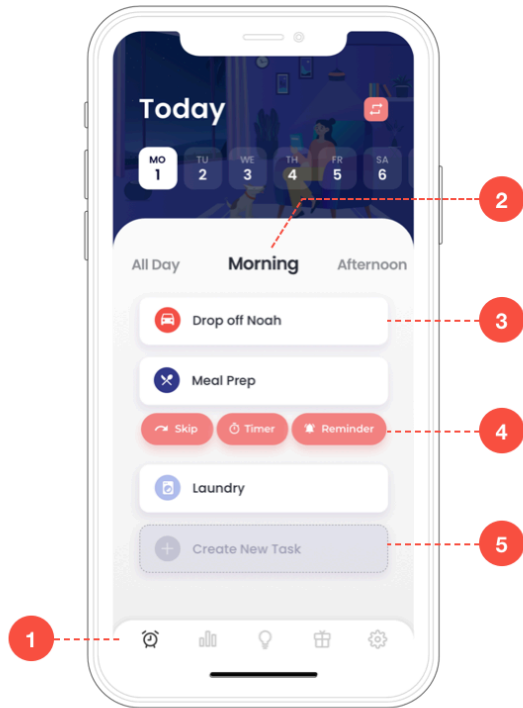 Today
MO TU WE TH FR SA
1 2 3 4 5 6
2
All Day Morning Afternoon
Drop off Noah
3
Meal Prep
Skip Timer Reminder
4
Laundry
Create New Task
5
1